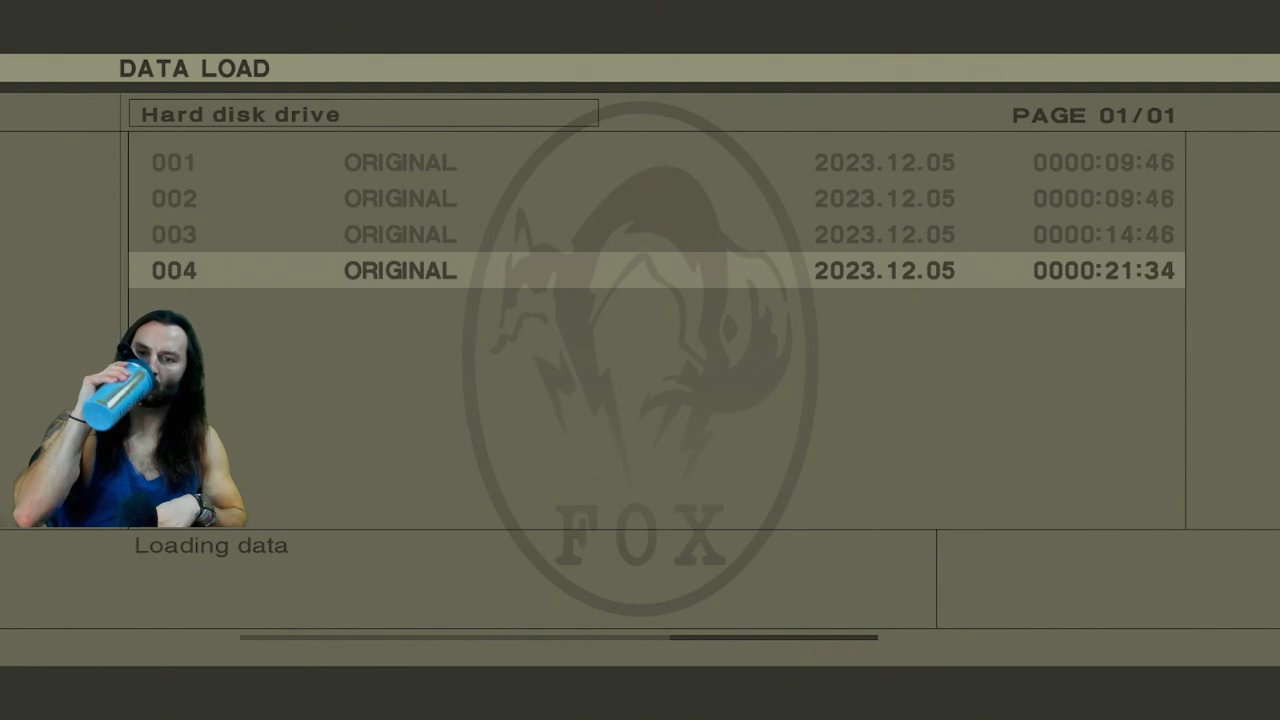 DATA LOAD
Hard disk drive PAGE 01/01
001 ORIGINAL 2023.12.05 0000:09:46
002 ORIGINAL 2023.12.05 0000:09:46
003 ORIGINAL 2023.12.05 0000:14:46
004 ORIGINAL 2023.12.05 0000:21:34
FOX
Loading data